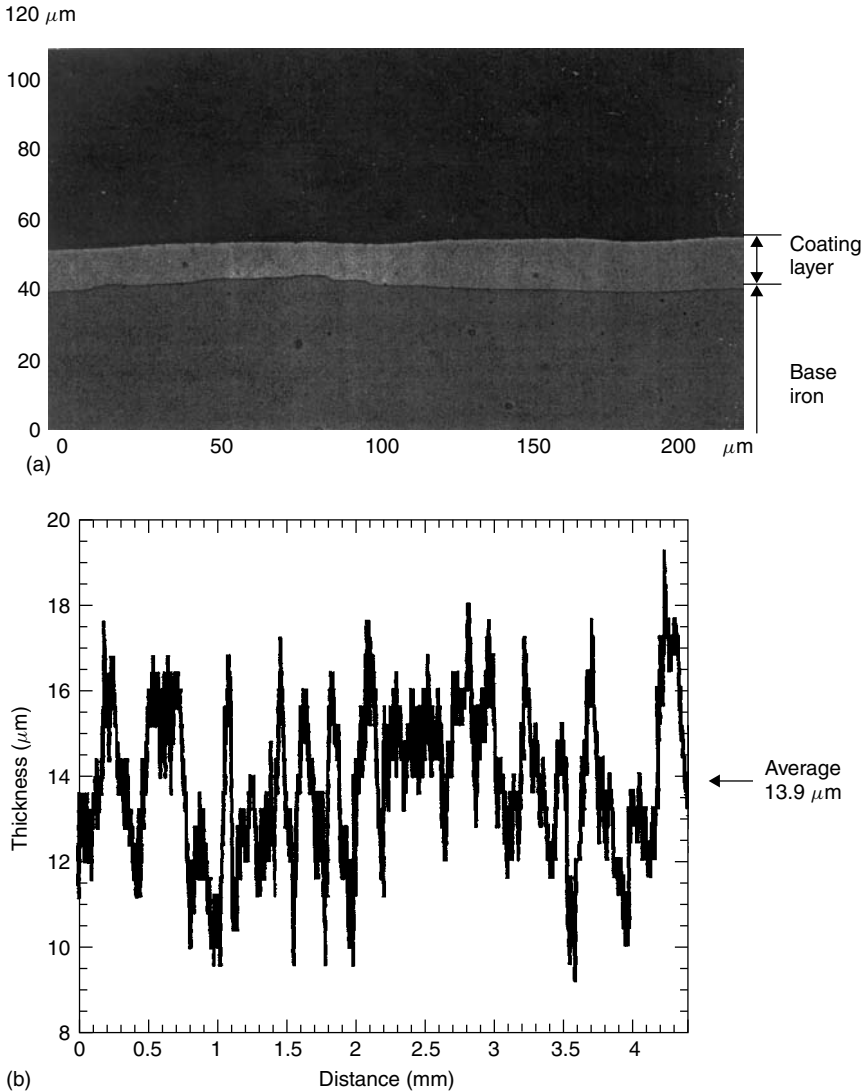 120 μm
100
80
60
40
20
0
0 50 100 150 200 μm
Coating
layer
Base
iron
(a)
20
18
16
14
12
10
8
Thickness (μm)
0 0.5 1 1.5 2 2.5 3 3.5 4
Distance (mm)
Average
13.9 μm
(b)